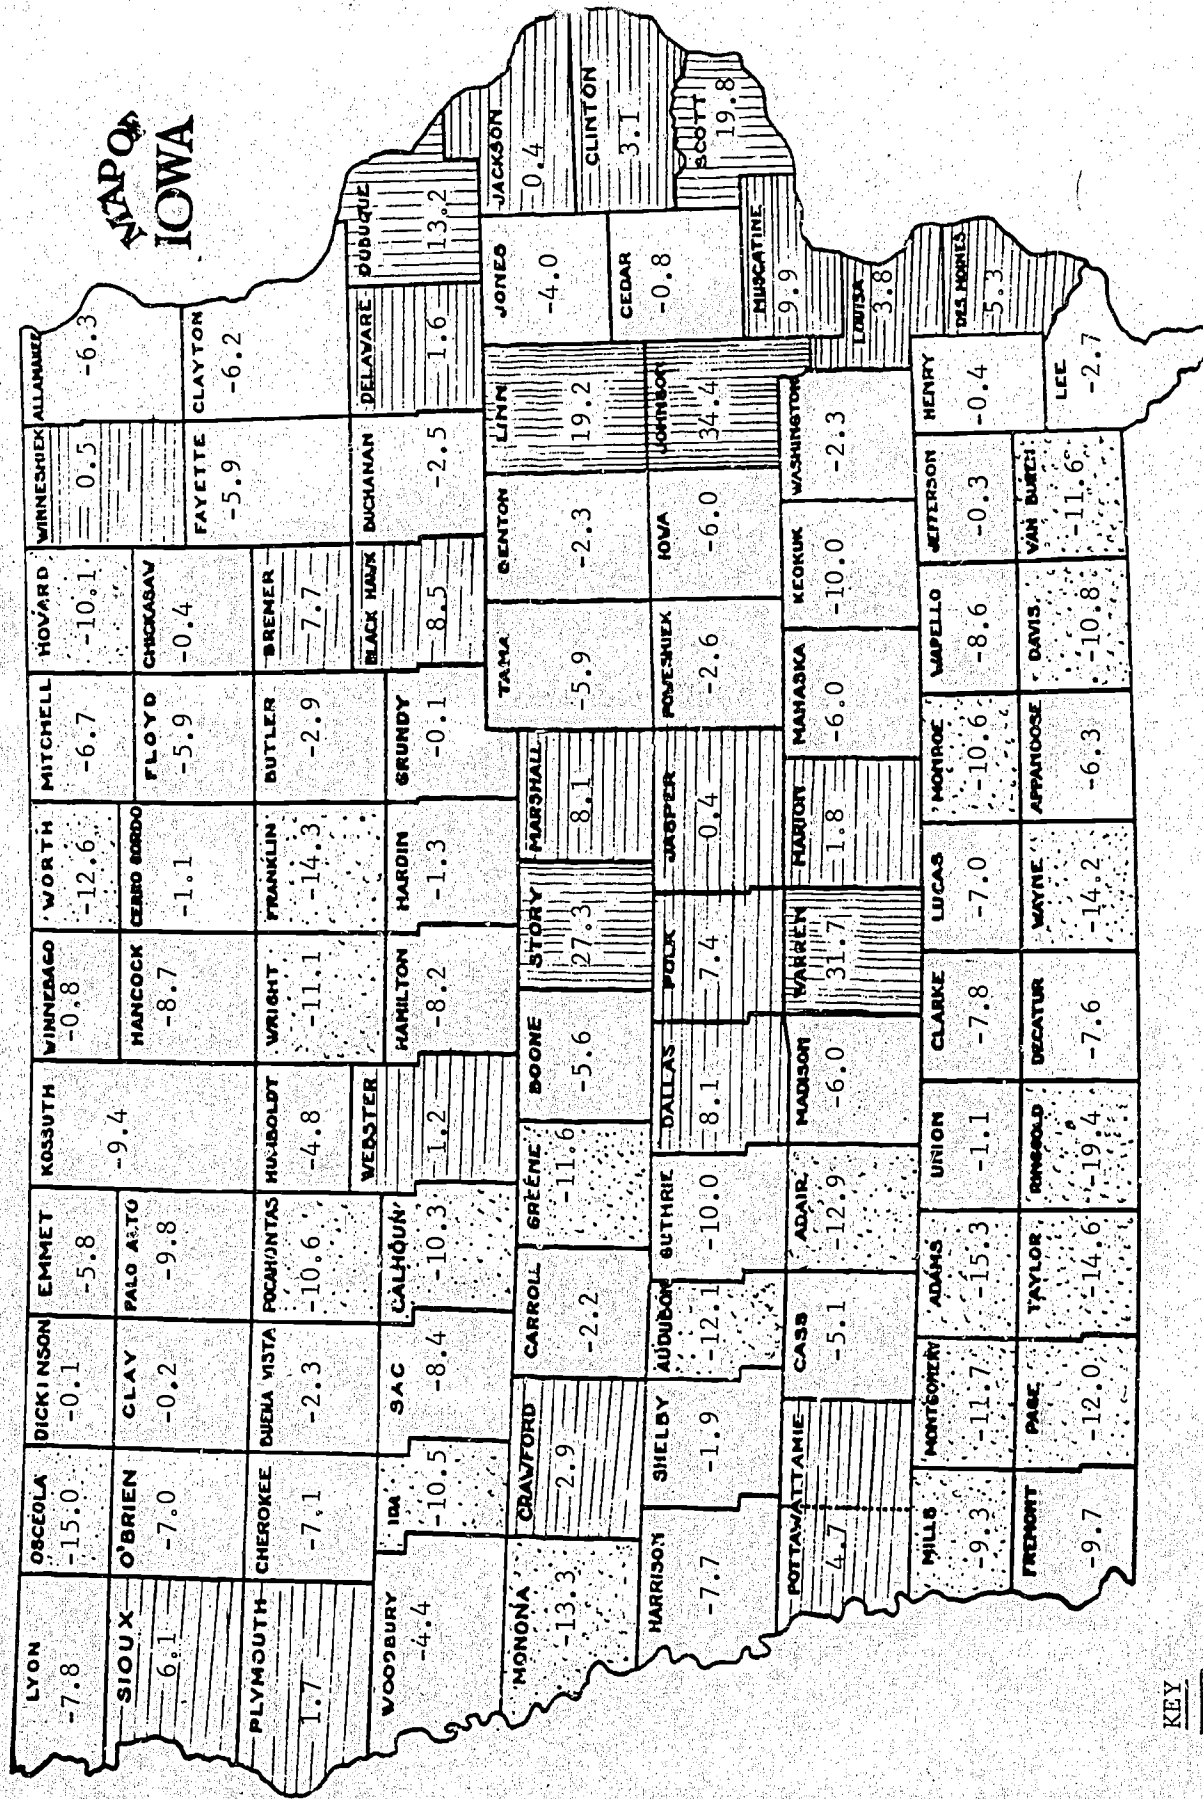 MAP OF
IOWA
LYON
-7.8
OSCEOLA
-15.0
DICKINSON
-0.1
EMMET
-5.8
KOSSUTH
-9.4
WINNEBAGO
-0.8
WORTH
-12.6
MITCHELL
-6.7
HOWARD
-10.1
WINNESHIEK
0.5
ALLAMAKEE
-6.3
SIOUX
6.1
O'BRIEN
-7.0
CLAY
-0.2
PALO ALTO
-9.8
HANCOCK
-8.7
CERRO GORDO
-1.1
FLOYD
-5.9
CHICKASAW
-0.4
FAYETTE
-5.9
CLAYTON
-6.2
PLYMOUTH
1.7
CHEROKEE
-7.1
BUENA VISTA
-2.3
POCAHONTAS
-10.6
HUMBOLDT
-4.8
WRIGHT
-11.1
FRANKLIN
-14.3
BUTLER
-2.9
BREMER
7.7
WEBSTER
1.2
BLACK HAWK
8.5
BUCHANAN
-2.5
DELAWARE
1.6
DUBUQUE
13.2
WOODBURY
-4.4
IDA
-10.5
SAC
-8.4
CALHOUN
-10.3
HAMILTON
-8.2
HARDIN
-1.3
GRUNDY
-0.1
TAMA
-5.9
BENTON
-2.3
LINN
19.2
JONES
-4.0
JACKSON
0.4
MONONA
-13.3
CRAWFORD
2.9
CARROLL
-2.2
GREENE
-11.6
BOONE
-5.6
STORY
27.3
MARSHALL
8.1
CLINTON
3.1
CEDAR
-0.8
HARRISON
-7.7
SHELBY
-1.9
AUDUBON
-12.1
GUTHRIE
-10.0
DALLAS
8.1
POLK
7.4
JASPER
0.4
POWESHIEK
-2.6
IOWA
-6.0
JOHNSON
34.4
SCOTT
19.8
MUSCATINE
9.9
POTTAWATTAMIE
4.7
CASS
-5.1
ADAIR
-12.9
MADISON
-6.0
WARREN
31.7
MARION
1.8
MAHASKA
-6.0
KEOKUK
-10.0
WASHINGTON
-2.3
LOUISA
3.8
MILLS
-9.3
MONTGOMERY
-11.7
ADAMS
-15.3
UNION
-1.1
CLARKE
-7.8
LUCAS
-7.0
MONROE
-10.6
WAPELLO
-8.6
JEFFERSON
-0.3
HENRY
-0.4
DES MOINES
5.3
FREMONT
-9.7
PAGE
-12.0
TAYLOR
-14.6
RINGGOLD
-19.4
DECATUR
-7.6
WAYNE
-14.2
APPANOOSE
-6.3
DAVIS
-10.8
VAN BUREN
-11.6
LEE
-2.7
KEY